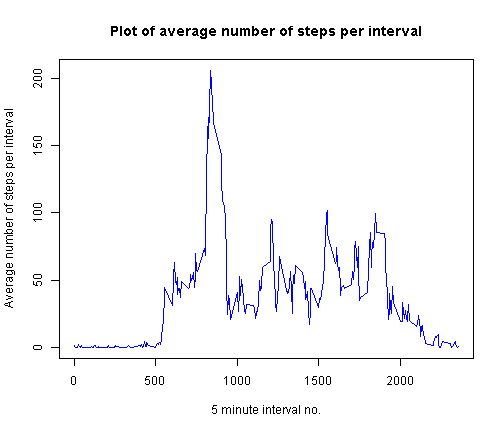 Plot of average number of steps per interval
Average number of steps per interval
200
150
100
50
0
0 500 1000 1500 2000
5 minute interval no.